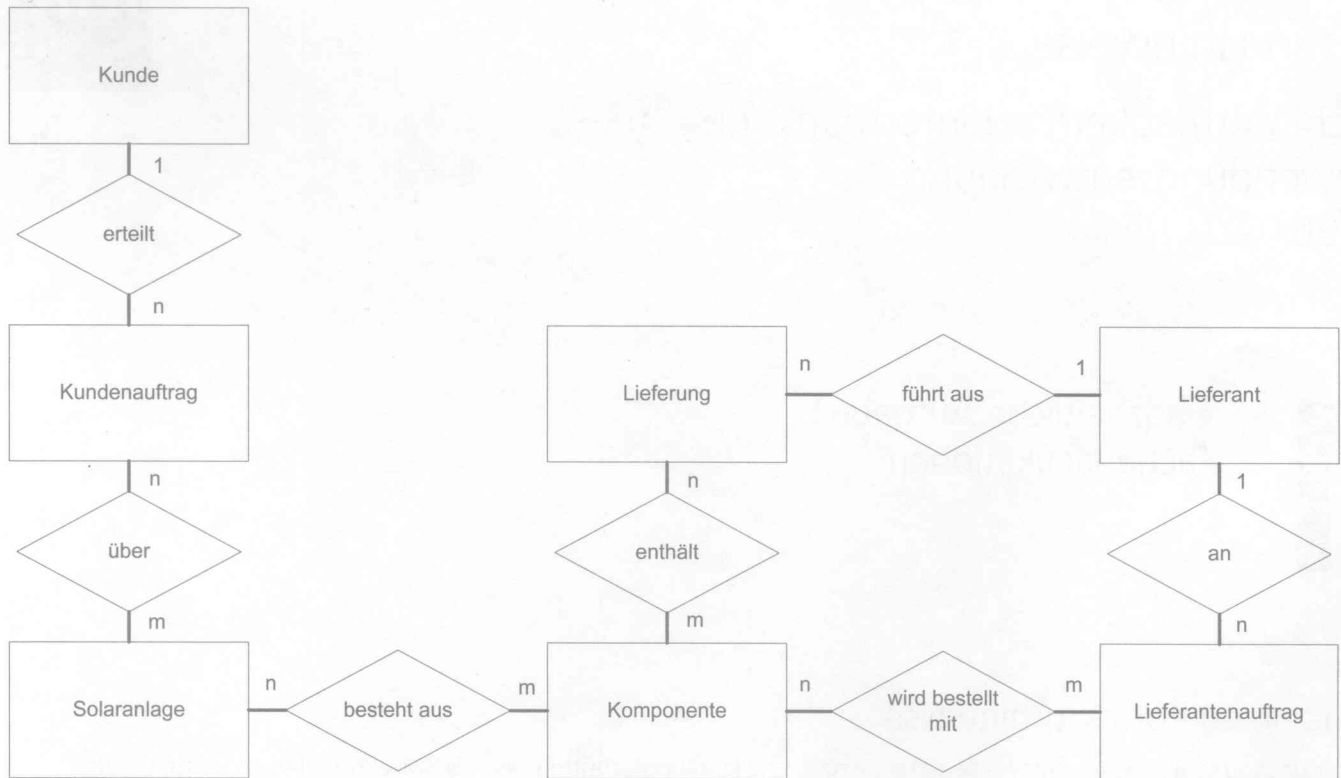 Kunde
1
erteilt
n
Kundenauftrag
n
über
m
Solaranlage
n
besteht aus
m
Komponente
m
enthält
n
Lieferung
n
führt aus
1
Lieferant
1
an
n
Lieferantenauftrag
m
wird bestellt
mit
n